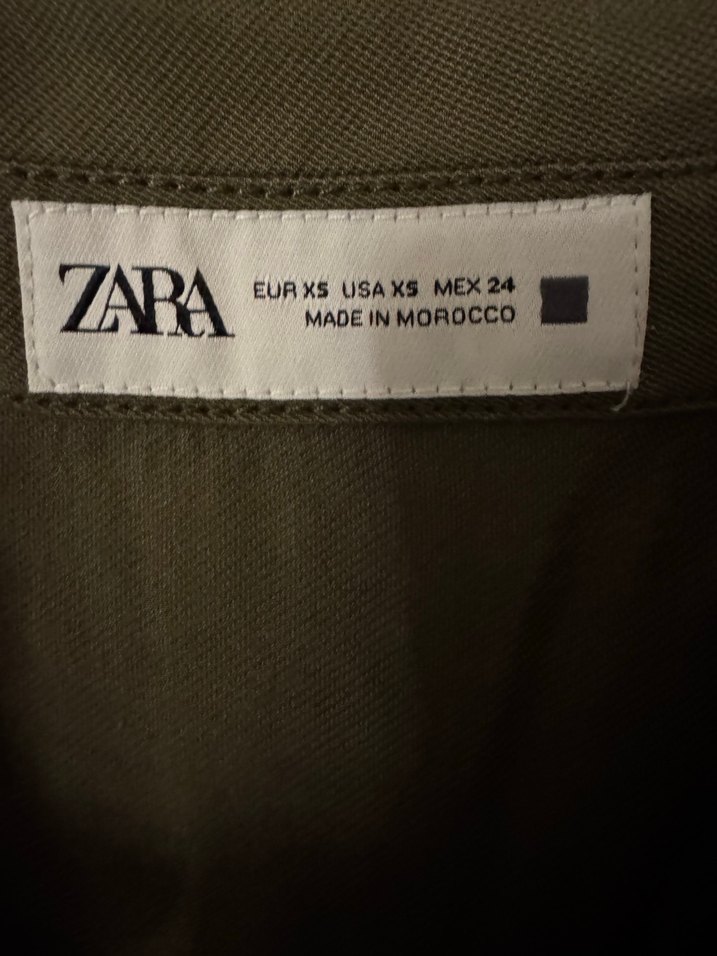 ZARA
EUR XS USA XS MEX 24
MADE IN MOROCCO